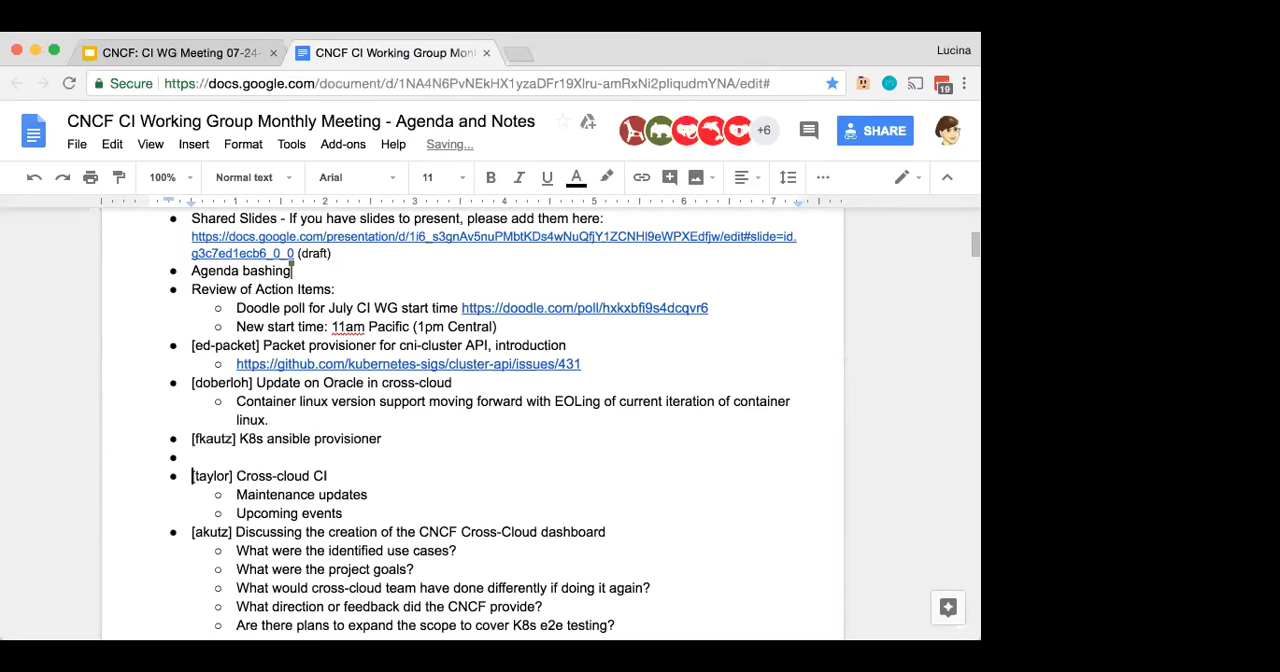 CNCF: CI WG Meeting 07-24-
CNCF CI Working Group Mon
Lucina
Secure
https://docs.google.com/document/d/1NA4N6PvNEkHX1yzaDFr19Xlru-amRxNi2pliqudmYNA/edit#
19
CNCF CI Working Group Monthly Meeting - Agenda and Notes
+6
SHARE
File Edit View Insert Format Tools Add-ons Help Saving...
100% Normal text Arial 11 B I U A
1 2 3 4 5 6 7
Shared Slides - If you have slides to present, please add them here:
https://docs.google.com/presentation/d/1i6_s3gnAv5nuPMbtKDs4wNuQfjY1ZCNHl9eWPXEdfjw/edit#slide=id.
g3c7ed1ecb6_0_0 (draft)
Agenda bashing
Review of Action Items:
Doodle poll for July CI WG start time https://doodle.com/poll/hxkxbfi9s4dcqvr6
New start time: 11am Pacific (1pm Central)
[ed-packet] Packet provisioner for cni-cluster API, introduction
https://github.com/kubernetes-sigs/cluster-api/issues/431
[doberloh] Update on Oracle in cross-cloud
Container linux version support moving forward with EOLing of current iteration of container
linux.
[fkautz] K8s ansible provisioner
[taylor] Cross-cloud CI
Maintenance updates
Upcoming events
[akutz] Discussing the creation of the CNCF Cross-Cloud dashboard
What were the identified use cases?
What were the project goals?
What would cross-cloud team have done differently if doing it again?
What direction or feedback did the CNCF provide?
Are there plans to expand the scope to cover K8s e2e testing?